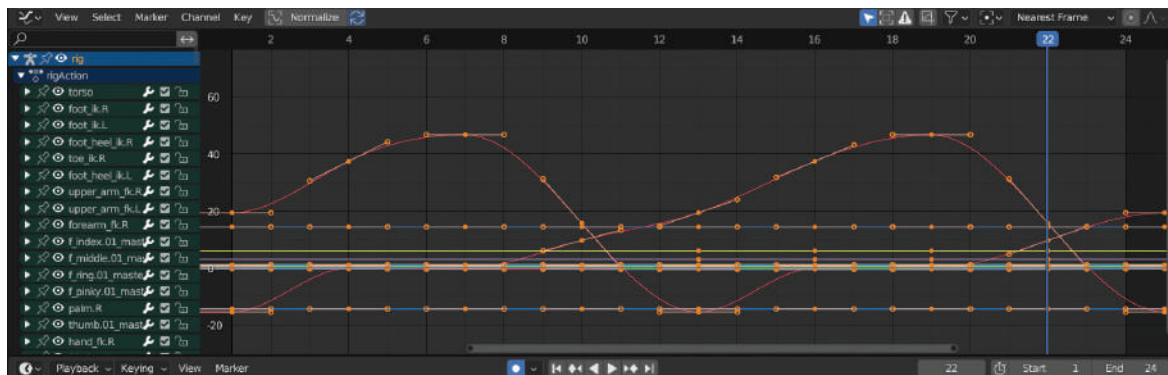 View Select Marker Channel Key Normalize Nearest Frame
2 4 6 8 10 12 14 16 18 20 22 24
rig
rigAction
torso
60
foot_ik.R
foot_ik.L
foot_heel_ik.R
toe_ik.R
40
foot_heel_ik.L
upper_arm_fk.R
upper_arm_fk.L
20
forearm_fk.R
f_index.01_mast
f_middle.01_mas
0
f_ring.01_maste
f_pinky.01_mast
palm.R
thumb.01_mast
-20
hand_fk.R
Playback Keying View Marker 22 Start 1 End 24